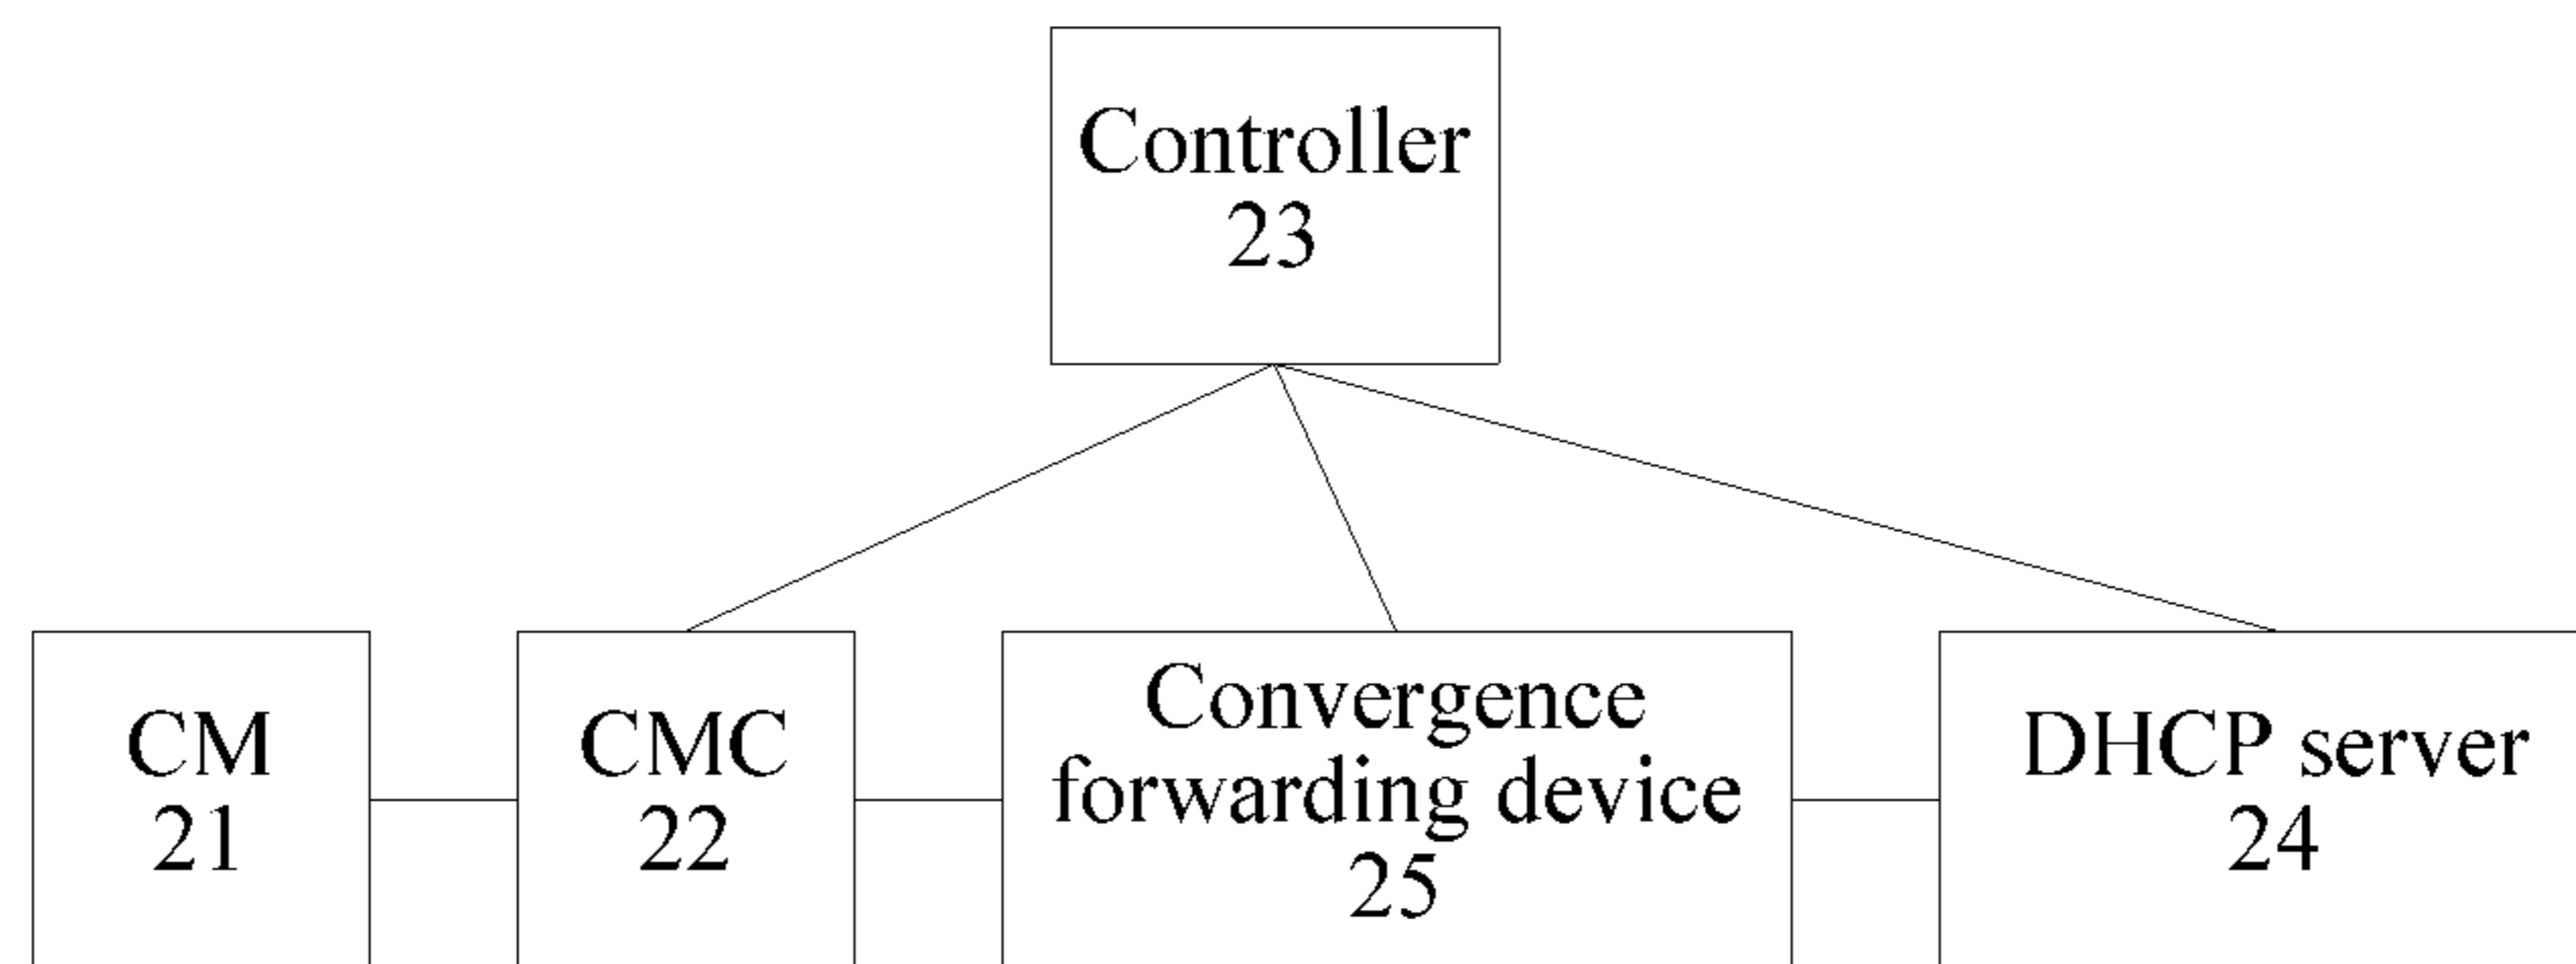 Controller
23
CM
21
CMC
22
Convergence
forwarding device
25
DHCP server
24